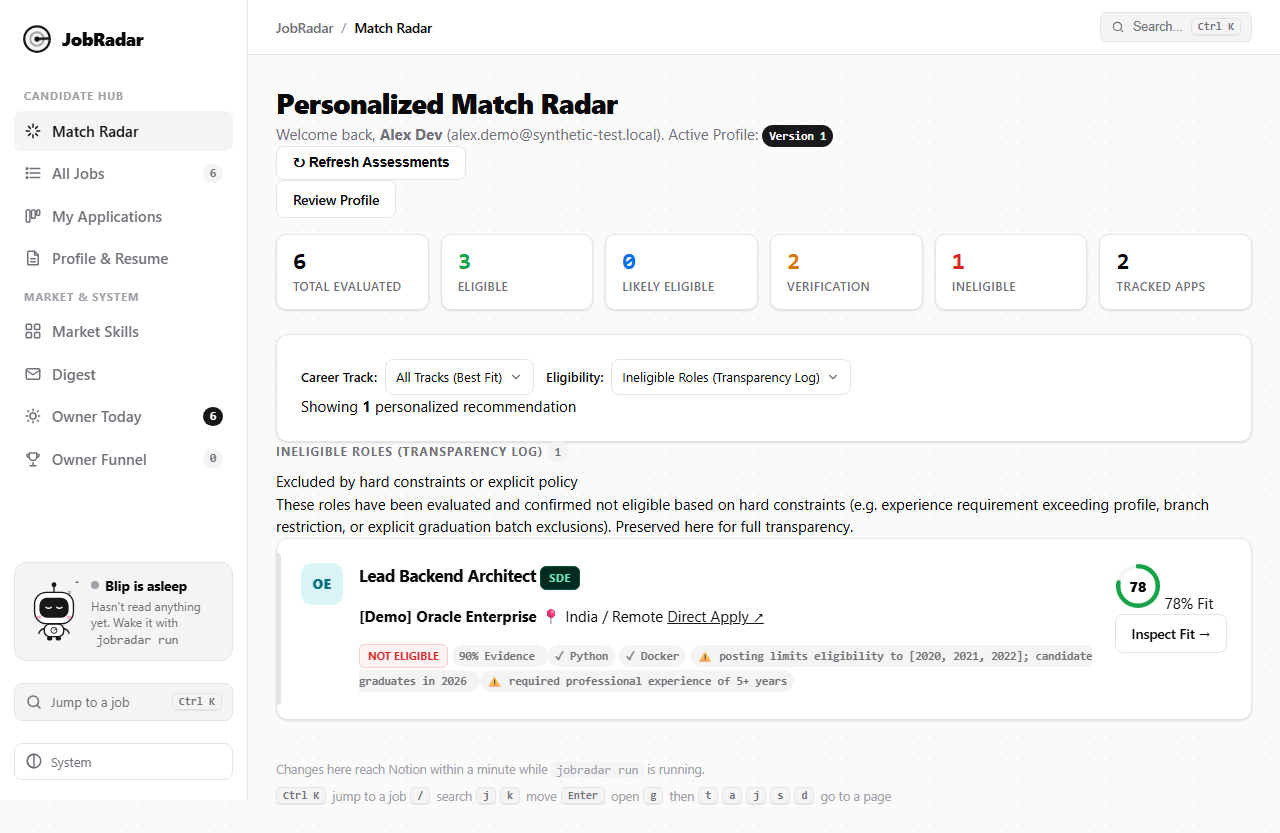 JobRadar
CANDIDATE HUB
Match Radar
All Jobs 6
My Applications
Profile & Resume
MARKET & SYSTEM
Market Skills
Digest
Owner Today 6
Owner Funnel 0
Blip is asleep
Hasn't read anything
yet. Wake it with
jobradar run
Jump to a job Ctrl K
System
JobRadar / Match Radar
Search... Ctrl K
Personalized Match Radar
Welcome back, Alex Dev (alex.demo@synthetic-test.local). Active Profile: Version 1
↻ Refresh Assessments
Review Profile
6
TOTAL EVALUATED
3
ELIGIBLE
0
LIKELY ELIGIBLE
2
VERIFICATION
1
INELIGIBLE
2
TRACKED APPS
Career Track: All Tracks (Best Fit) Eligibility: Ineligible Roles (Transparency Log)
Showing 1 personalized recommendation
INELIGIBLE ROLES (TRANSPARENCY LOG) 1
Excluded by hard constraints or explicit policy
These roles have been evaluated and confirmed not eligible based on hard constraints (e.g. experience requirement exceeding profile, branch
restriction, or explicit graduation batch exclusions). Preserved here for full transparency.
OE
Lead Backend Architect SDE
[Demo] Oracle Enterprise 📍 India / Remote Direct Apply ↗
NOT ELIGIBLE 90% Evidence ✓ Python ✓ Docker ⚠ posting limits eligibility to [2020, 2021, 2022]; candidate
graduates in 2026 ⚠ required professional experience of 5+ years
78 78% Fit
Inspect Fit →
Changes here reach Notion within a minute while jobradar run is running.
Ctrl K jump to a job / search j k move Enter open g then t a j s d go to a page